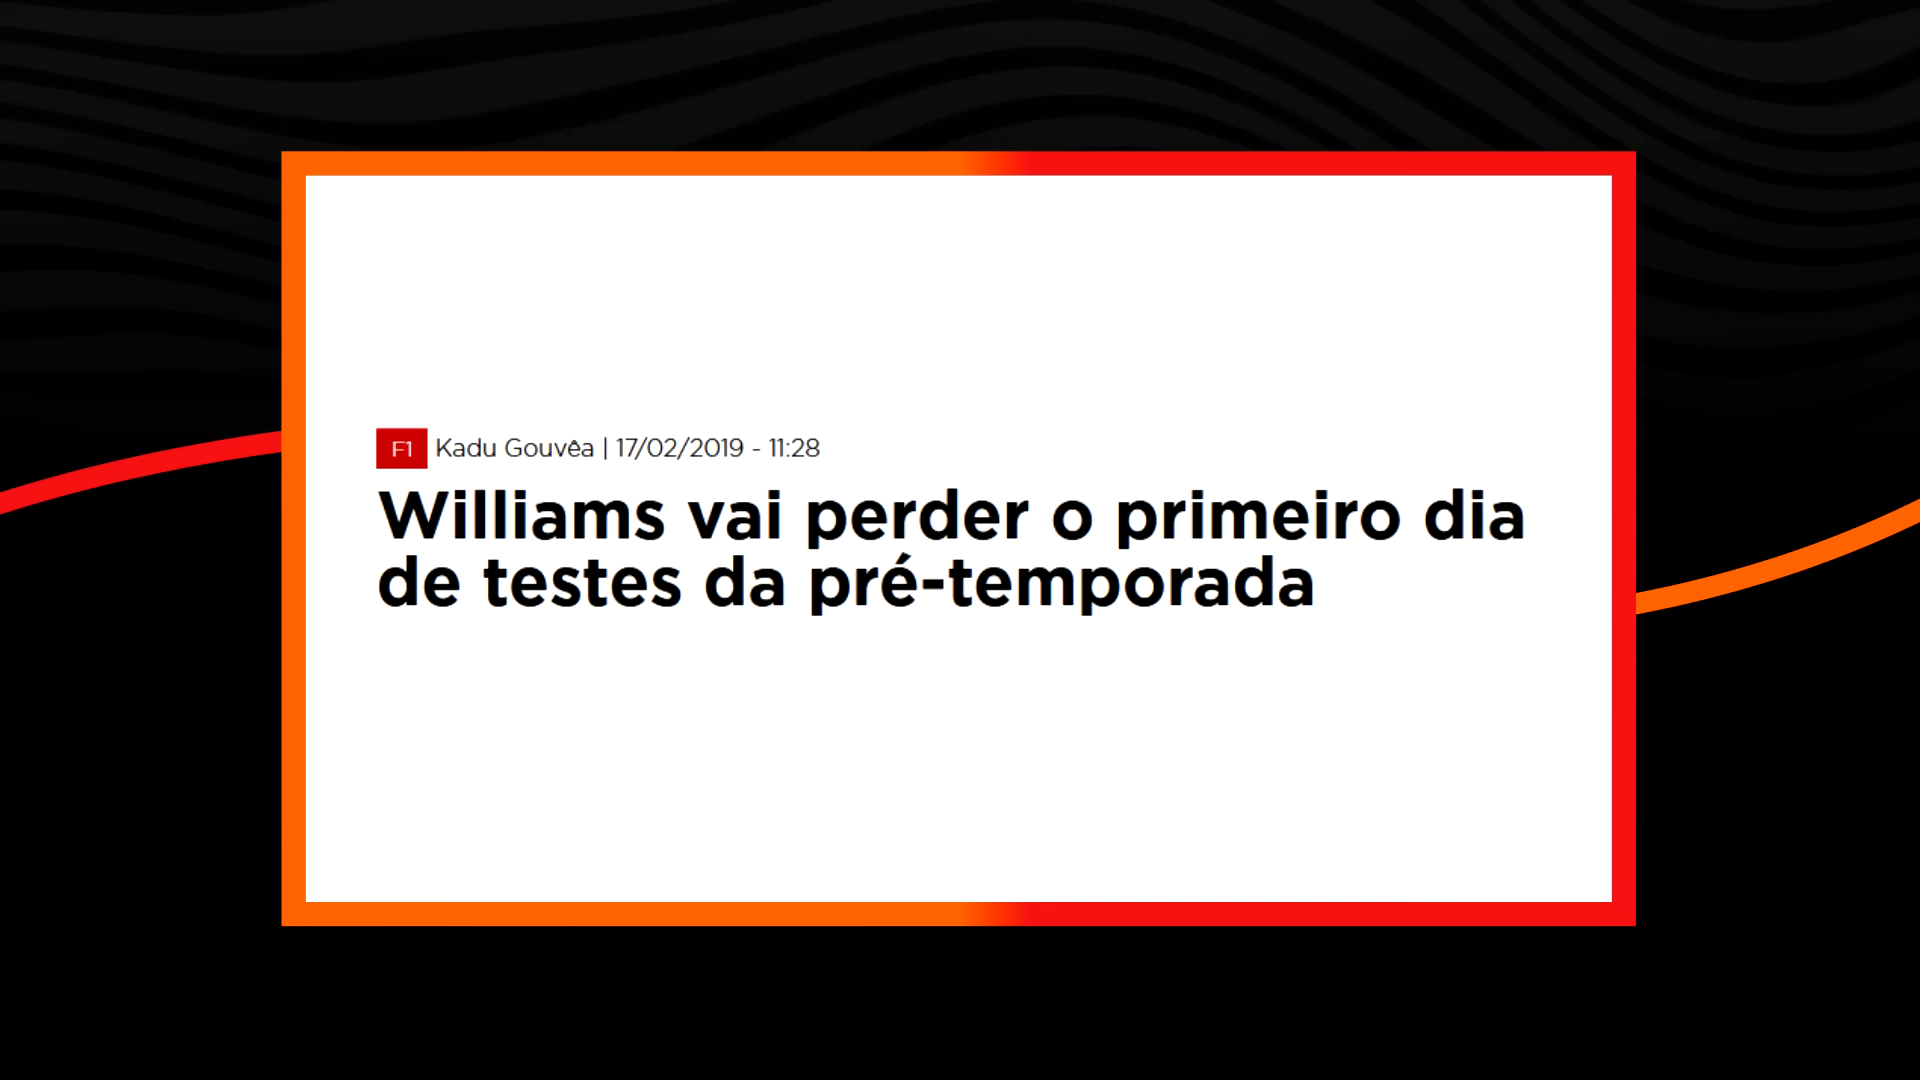 F1 Kadu Gouvêa | 17/02/2019 - 11:28
Williams vai perder o primeiro dia
de testes da pré-temporada